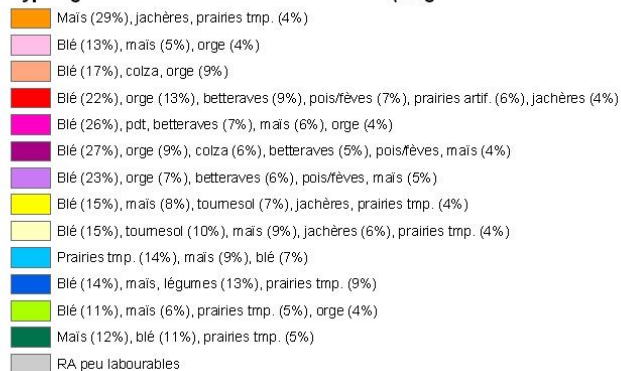 Maïs (29%), jachères, prairies tmp. (4%)
Blé (13%), maïs (5%), orge (4%)
Blé (17%), colza, orge (9%)
Blé (22%), orge (13%), betteraves (9%), pois/fèves (7%), prairies artif. (6%), jachères (4%)
Blé (26%), pdt, betteraves (7%), maïs (6%), orge (4%)
Blé (27%), orge (9%), colza (6%), betteraves (5%), pois/fèves, maïs (4%)
Blé (23%), orge (7%), betteraves (6%), pois/fèves, maïs (5%)
Blé (15%), maïs (8%), tournesol (7%), jachères, prairies tmp. (4%)
Blé (15%), tournesol (10%), maïs (9%), jachères (6%), prairies tmp. (4%)
Prairies tmp. (14%), maïs (9%), blé (7%)
Blé (14%), maïs, légumes (13%), prairies tmp. (9%)
Blé (11%), maïs (6%), prairies tmp. (5%), orge (4%)
Maïs (12%), blé (11%), prairies tmp. (5%)
RA peu labourables